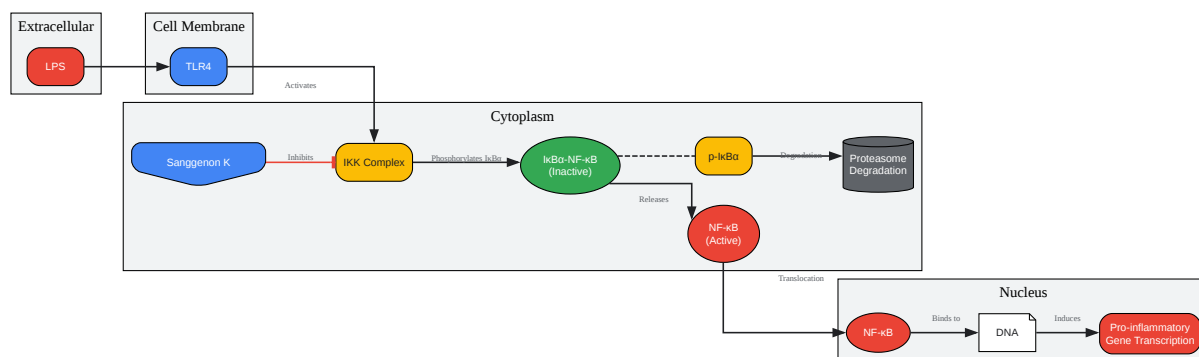 Extracellular
Cell Membrane
LPS
TLR4
Activates
Cytoplasm
Sanggenon K
Inhibits
IKK Complex
Phosphorylates IκBα
IκBα-NF-κB
(Inactive)
p-IκBα
Degradation
Proteasome
Degradation
Releases
NF-κB
(Active)
Translocation
Nucleus
NF-κB
Binds to
DNA
Induces
Pro-inflammatory
Gene Transcription